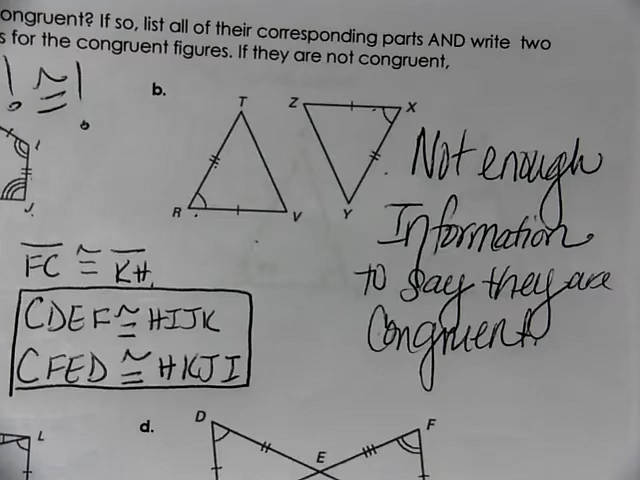 ongruent? If so, list all of their corresponding parts AND write two
s for the congruent figures. If they are not congruent,
! ≅ !
b.
T
Z
X
R
V
Y
J
Not enough
Information
to say they are
Congruent.
FC ≅ KH
CDEF ≅ HIJK
CFED ≅ HKJI
L
d.
D
E
F